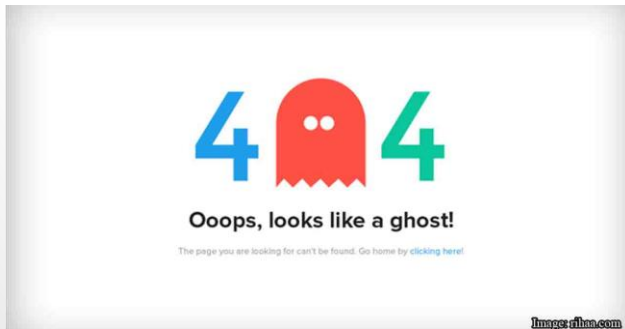 4 4
Ooops, looks like a ghost!
The page you are looking for can't be found. Go home by clicking here!
Image: rihaa.com